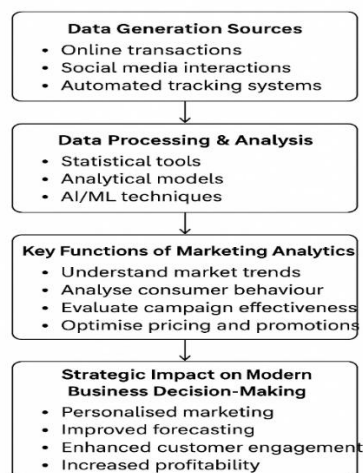 Data Generation Sources
• Online transactions
• Social media interactions
• Automated tracking systems
Data Processing & Analysis
• Statistical tools
• Analytical models
• AI/ML techniques
Key Functions of Marketing Analytics
• Understand market trends
• Analyse consumer behaviour
• Evaluate campaign effectiveness
• Optimise pricing and promotions
Strategic Impact on Modern
Business Decision-Making
• Personalised marketing
• Improved forecasting
• Enhanced customer engagement
• Increased profitability